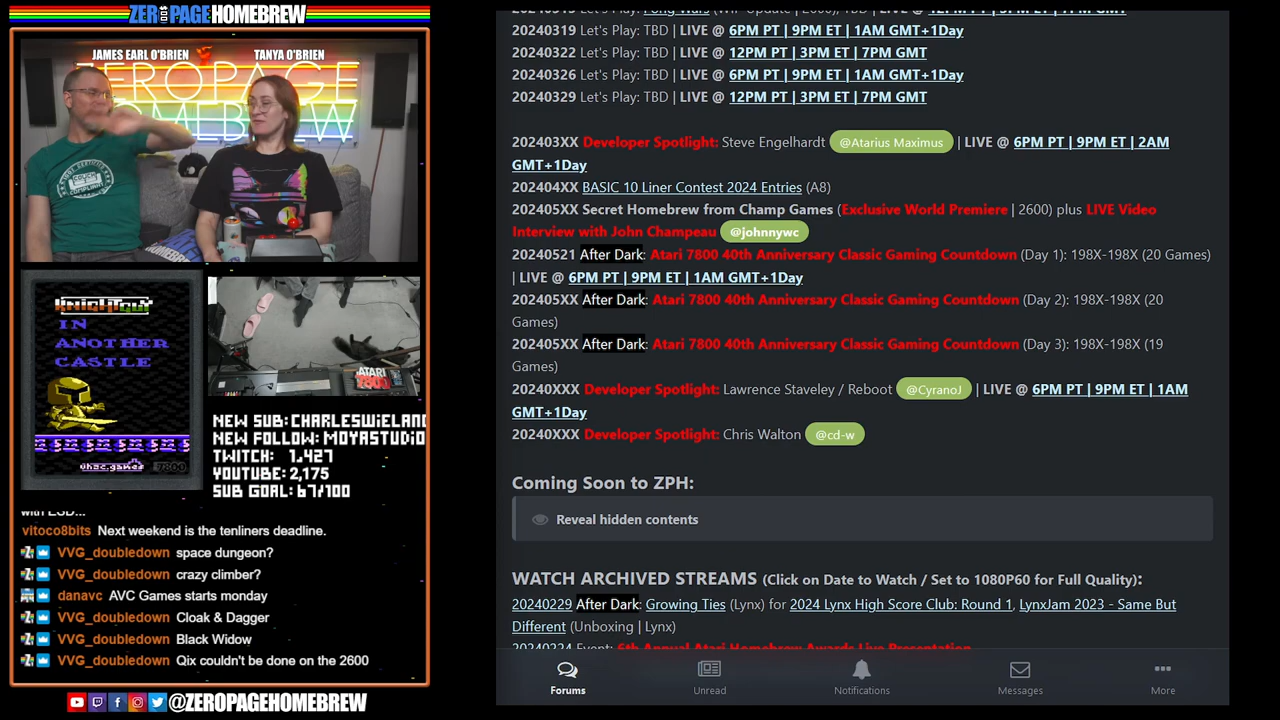 ZEROPAGEHOMEBREW
JAMES EARL O'BRIEN
TANYA O'BRIEN
ZEROPAGE
HOMEBREW
KNIGHTGUY
IN
ANOTHER
CASTLE
7800
ATARI
7800
NEW SUB: CHARLESWIELAND
NEW FOLLOW: MOYASTUDIO
TWITCH: 1,427
YOUTUBE: 2,175
SUB GOAL: 67/100
vitoco8bits Next weekend is the tenliners deadline.
VVG_doubledown space dungeon?
VVG_doubledown crazy climber?
danavc AVC Games starts monday
VVG_doubledown Cloak & Dagger
VVG_doubledown Black Widow
VVG_doubledown Qix couldn't be done on the 2600
@ZEROPAGEHOMEBREW
20240319 Let's Play: TBD | LIVE @ 6PM PT | 9PM ET | 1AM GMT+1Day
20240322 Let's Play: TBD | LIVE @ 12PM PT | 3PM ET | 7PM GMT
20240326 Let's Play: TBD | LIVE @ 6PM PT | 9PM ET | 1AM GMT+1Day
20240329 Let's Play: TBD | LIVE @ 12PM PT | 3PM ET | 7PM GMT
202403XX Developer Spotlight: Steve Engelhardt @Atarius Maximus | LIVE @ 6PM PT | 9PM ET | 2AM
GMT+1Day
202404XX BASIC 10 Liner Contest 2024 Entries (A8)
202405XX Secret Homebrew from Champ Games (Exclusive World Premiere | 2600) plus LIVE Video
Interview with John Champeau @johnnywc
20240521 After Dark: Atari 7800 40th Anniversary Classic Gaming Countdown (Day 1): 198X-198X (20 Games)
| LIVE @ 6PM PT | 9PM ET | 1AM GMT+1Day
202405XX After Dark: Atari 7800 40th Anniversary Classic Gaming Countdown (Day 2): 198X-198X (20
Games)
202405XX After Dark: Atari 7800 40th Anniversary Classic Gaming Countdown (Day 3): 198X-198X (19
Games)
20240XXX Developer Spotlight: Lawrence Staveley / Reboot @CyranoJ | LIVE @ 6PM PT | 9PM ET | 1AM
GMT+1Day
20240XXX Developer Spotlight: Chris Walton @cd-w
Coming Soon to ZPH:
Reveal hidden contents
WATCH ARCHIVED STREAMS (Click on Date to Watch / Set to 1080P60 for Full Quality):
20240229 After Dark: Growing Ties (Lynx) for 2024 Lynx High Score Club: Round 1, LynxJam 2023 - Same But
Different (Unboxing | Lynx)
20240224 Event: 6th Annual Atari Homebrew Awards Live Presentation
Forums
Unread
Notifications
Messages
More